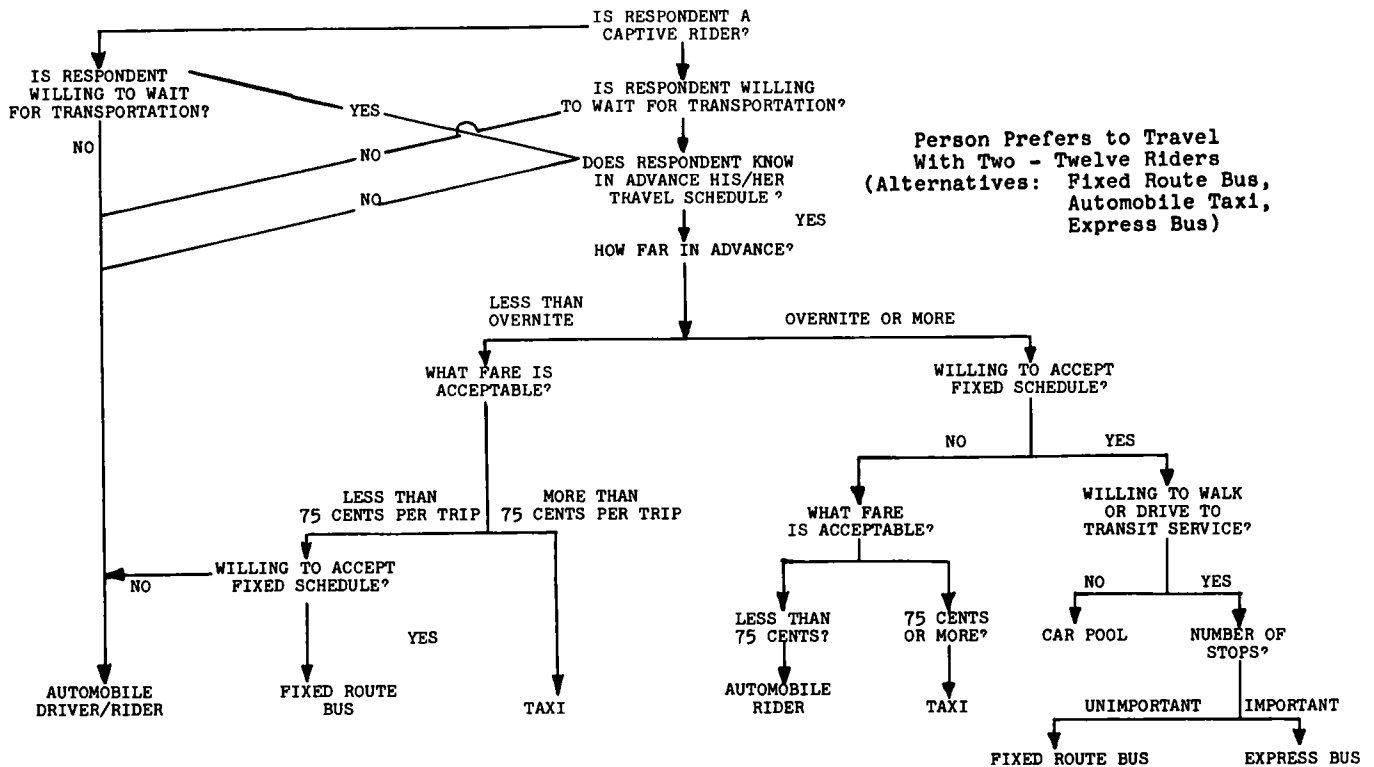 IS RESPONDENT A
CAPTIVE RIDER?
IS RESPONDENT
WILLING TO WAIT
FOR TRANSPORTATION?
IS RESPONDENT WILLING
TO WAIT FOR TRANSPORTATION?
YES
NO
NO
DOES RESPONDENT KNOW
IN ADVANCE HIS/HER
TRAVEL SCHEDULE?
NO
YES
Person Prefers to Travel
With Two - Twelve Riders
(Alternatives: Fixed Route Bus,
Automobile Taxi,
Express Bus)
HOW FAR IN ADVANCE?
LESS THAN
OVERNITE
OVERNITE OR MORE
WHAT FARE IS
ACCEPTABLE?
WILLING TO ACCEPT
FIXED SCHEDULE?
NO
YES
LESS THAN
75 CENTS PER TRIP
MORE THAN
75 CENTS PER TRIP
WHAT FARE
IS ACCEPTABLE?
WILLING TO WALK
OR DRIVE TO
TRANSIT SERVICE?
WILLING TO ACCEPT
FIXED SCHEDULE?
NO
YES
LESS THAN
75 CENTS?
75 CENTS
OR MORE?
NO
YES
CAR POOL
NUMBER OF
STOPS?
AUTOMOBILE
DRIVER/RIDER
FIXED ROUTE
BUS
TAXI
AUTOMOBILE
RIDER
TAXI
UNIMPORTANT
IMPORTANT
FIXED ROUTE BUS
EXPRESS BUS